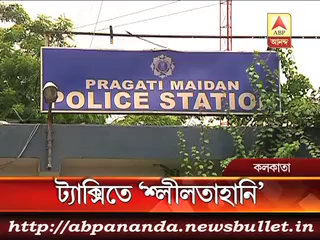 abp
আনন্দ
PRAGATI MAIDAN
POLICE STATION
কলকাতা
ট্যাক্সিতে ‘শ্লীলতাহানি’
http://abpananda.newsbullet.in